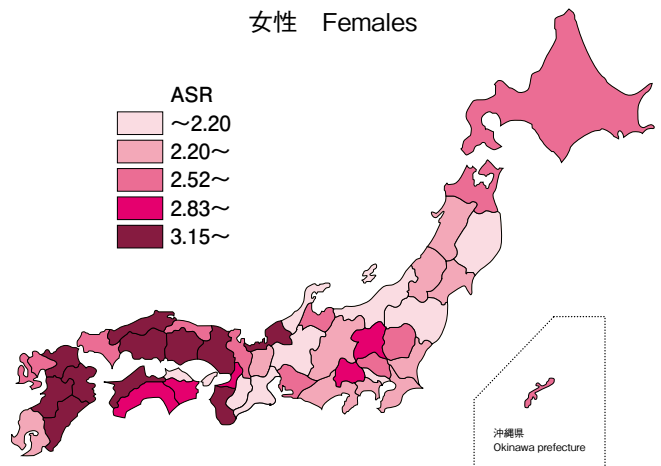 女性　Females
ASR
～2.20
2.20～
2.52～
2.83～
3.15～
沖縄県
Okinawa prefecture